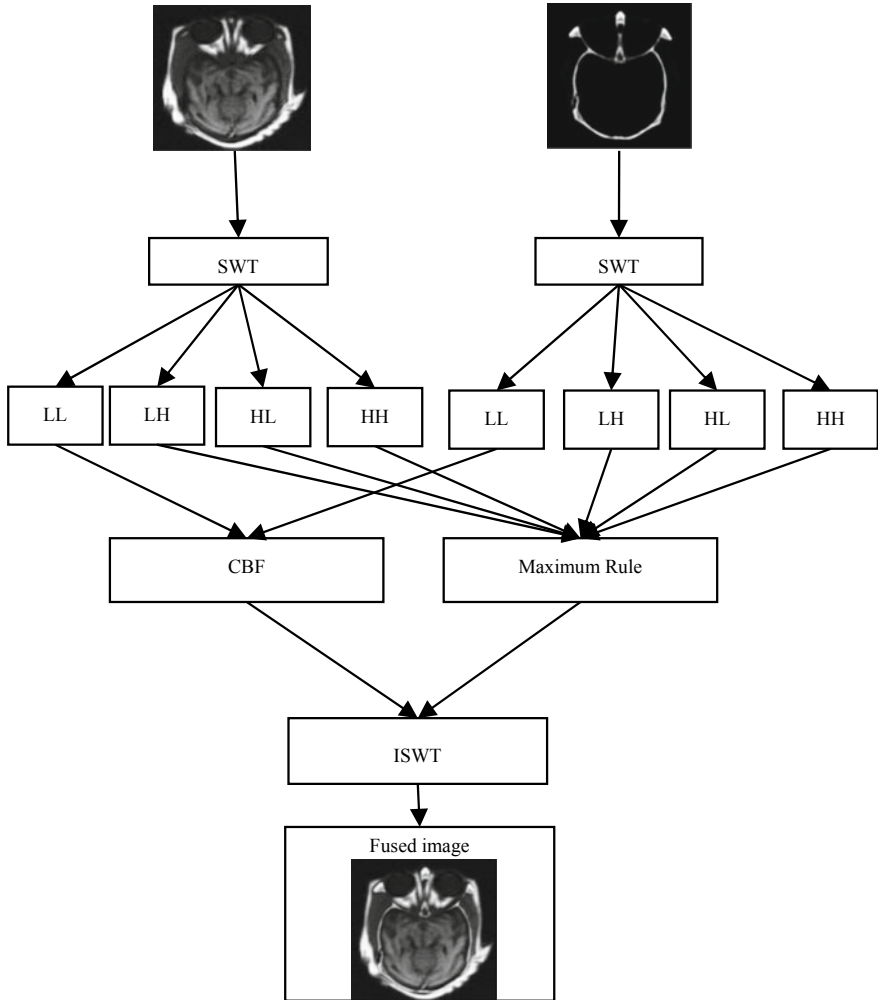 SWT
SWT
LL
LH
HL
HH
LL
LH
HL
HH
CBF
Maximum Rule
ISWT
Fused image